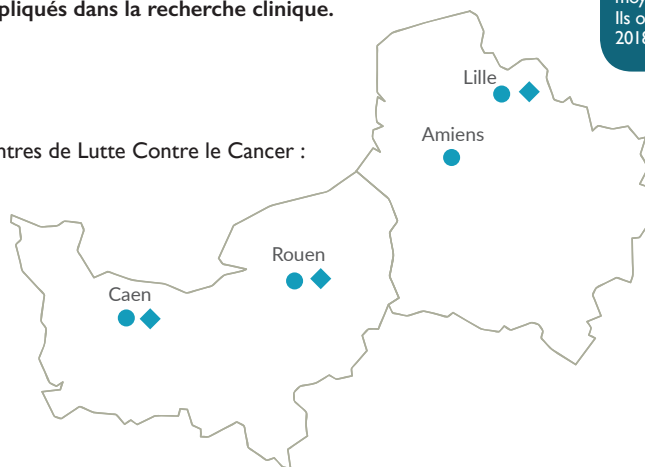 pliqués dans la recherche clinique.
Ils o
2018
Lille
Amiens
ntres de Lutte Contre le Cancer :
Rouen
Caen